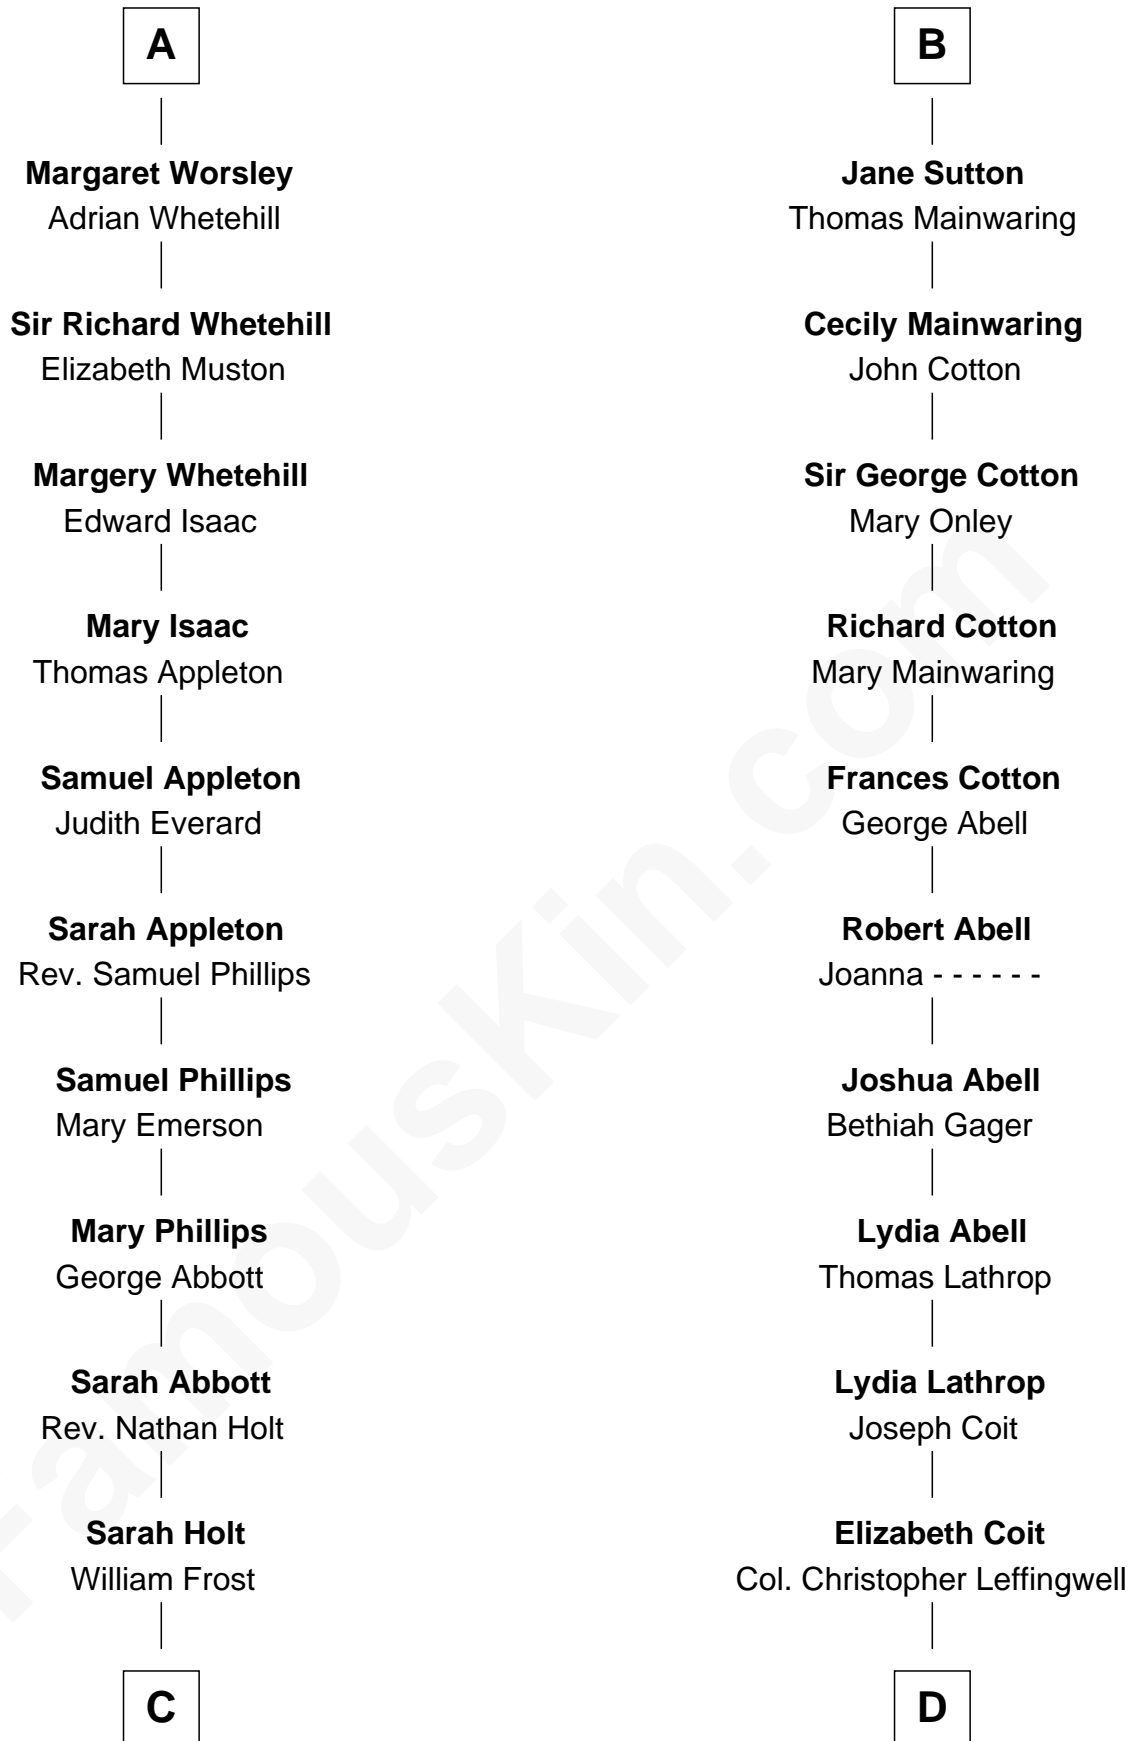 A
Margaret Worsley
Adrian Whetehill
Sir Richard Whetehill
Elizabeth Muston
Margery Whetehill
Edward Isaac
Mary Isaac
Thomas Appleton
Samuel Appleton
Judith Everard
Sarah Appleton
Rev. Samuel Phillips
Samuel Phillips
Mary Emerson
Mary Phillips
George Abbott
Sarah Abbott
Rev. Nathan Holt
Sarah Holt
William Frost
C
B
Jane Sutton
Thomas Mainwaring
Cecily Mainwaring
John Cotton
Sir George Cotton
Mary Onley
Richard Cotton
Mary Mainwaring
Frances Cotton
George Abell
Robert Abell
Joanna - - - - - -
Joshua Abell
Bethiah Gager
Lydia Abell
Thomas Lathrop
Lydia Lathrop
Joseph Coit
Elizabeth Coit
Col. Christopher Leffingwell
D
FamousKin.com